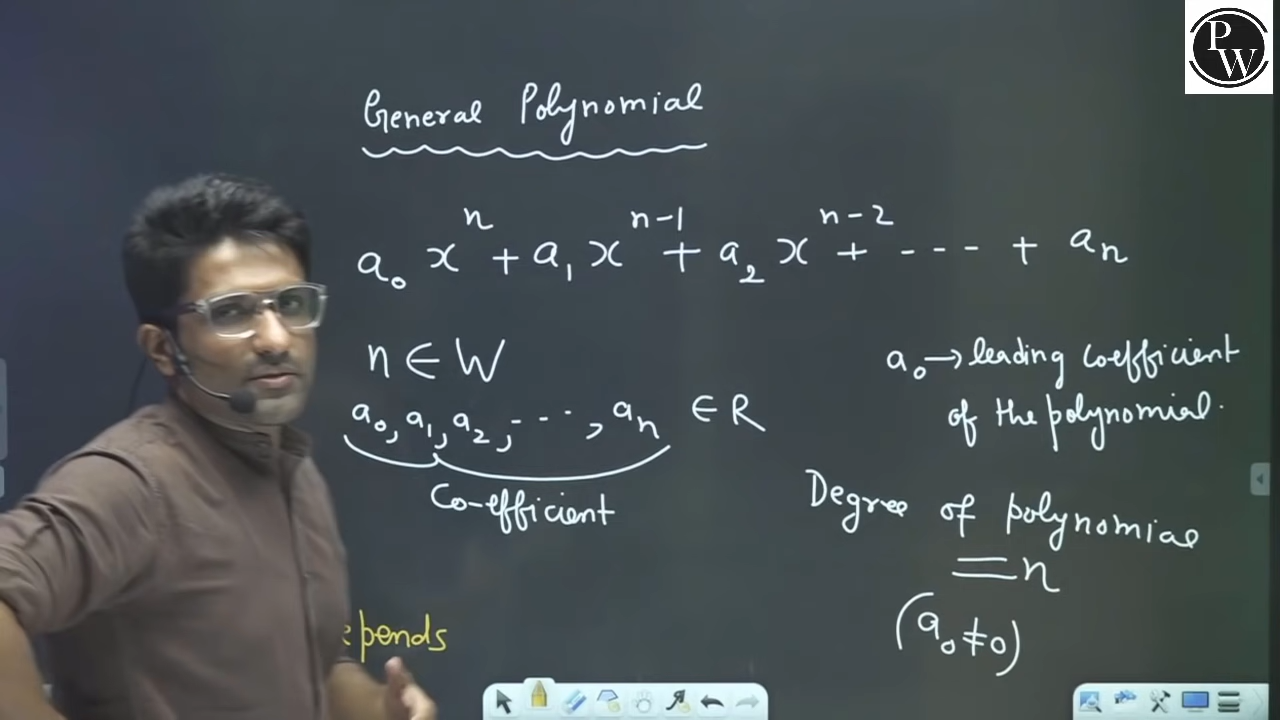 PW
General Polynomial
a₀xⁿ + a₁xⁿ⁻¹ + a₂xⁿ⁻² + ---- + aₙ
n ∈ W
a₀, a₁, a₂, ---, aₙ ∈ R
Co-efficient
a₀ → leading coefficient
of the polynomial.
Degree of polynomial
= n
(a₀ ≠ 0)